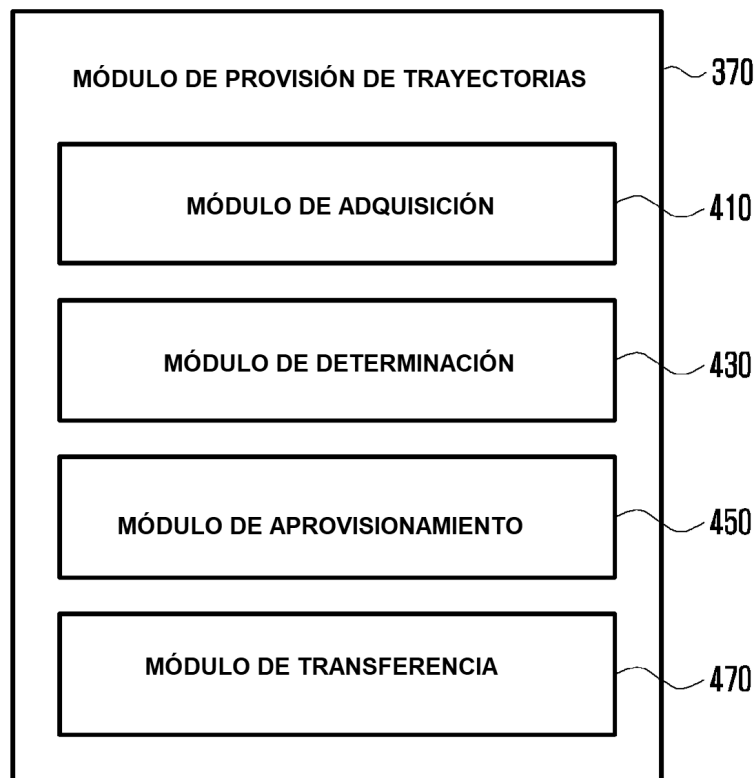 MÓDULO DE PROVISIÓN DE TRAYECTORIAS
370
MÓDULO DE ADQUISICIÓN
410
MÓDULO DE DETERMINACIÓN
430
MÓDULO DE APROVISIONAMIENTO
450
MÓDULO DE TRANSFERENCIA
470